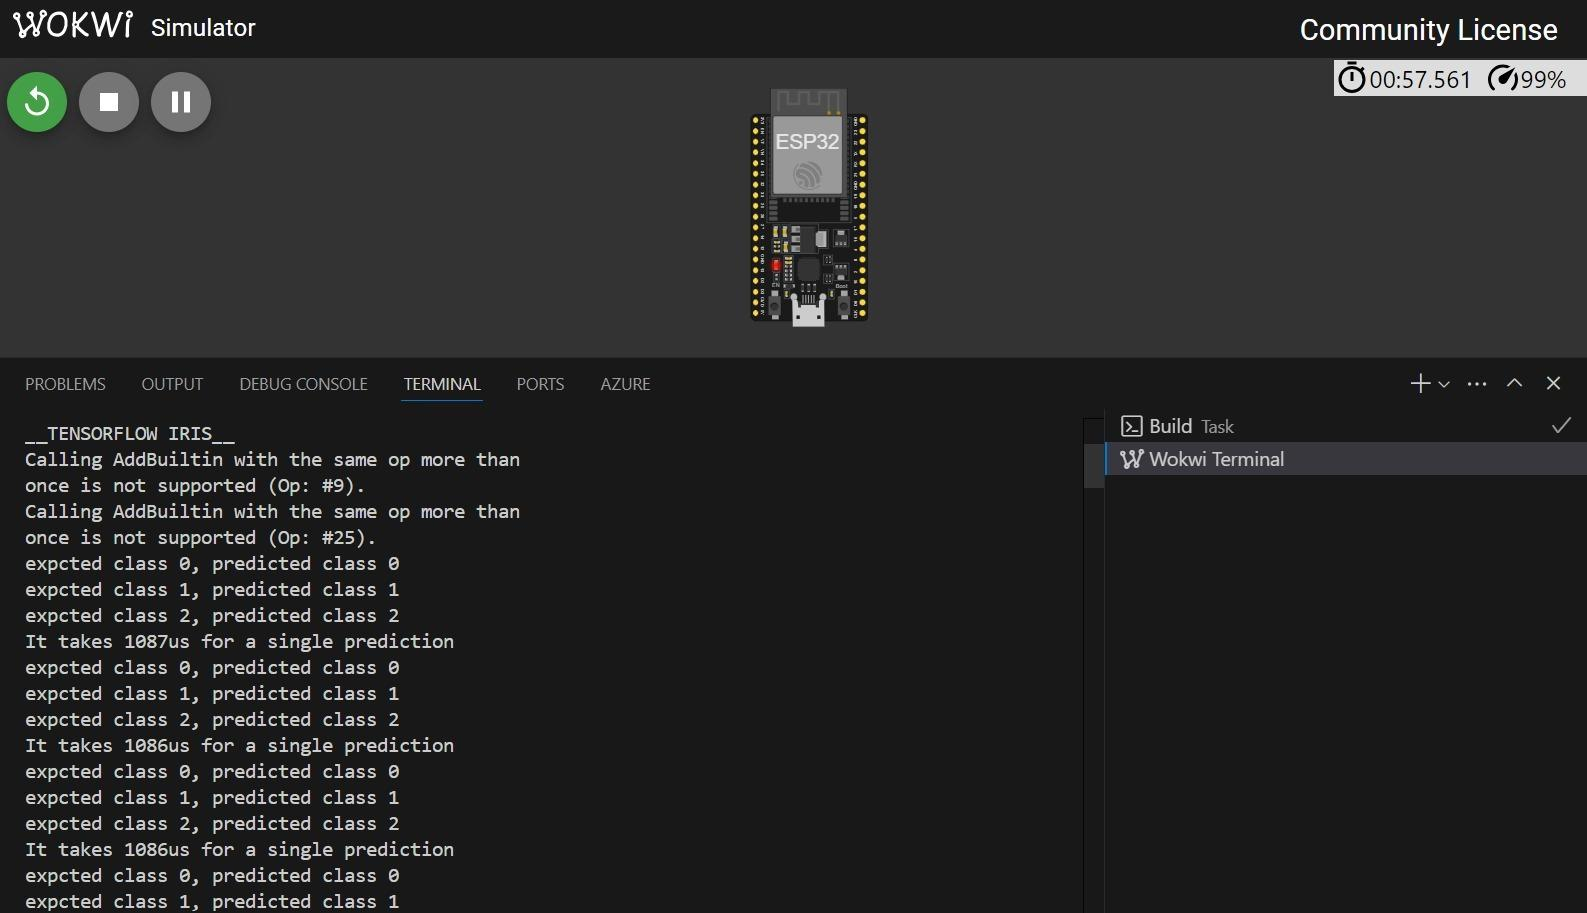 WOKWi Simulator
Community License
00:57.561 99%
ESP32
EN
Boot
PROBLEMS OUTPUT DEBUG CONSOLE TERMINAL PORTS AZURE
__TENSORFLOW IRIS__
Calling AddBuiltin with the same op more than
once is not supported (Op: #9).
Calling AddBuiltin with the same op more than
once is not supported (Op: #25).
expcted class 0, predicted class 0
expcted class 1, predicted class 1
expcted class 2, predicted class 2
It takes 1087us for a single prediction
expcted class 0, predicted class 0
expcted class 1, predicted class 1
expcted class 2, predicted class 2
It takes 1086us for a single prediction
expcted class 0, predicted class 0
expcted class 1, predicted class 1
expcted class 2, predicted class 2
It takes 1086us for a single prediction
expcted class 0, predicted class 0
expcted class 1, predicted class 1
Build Task
Wokwi Terminal